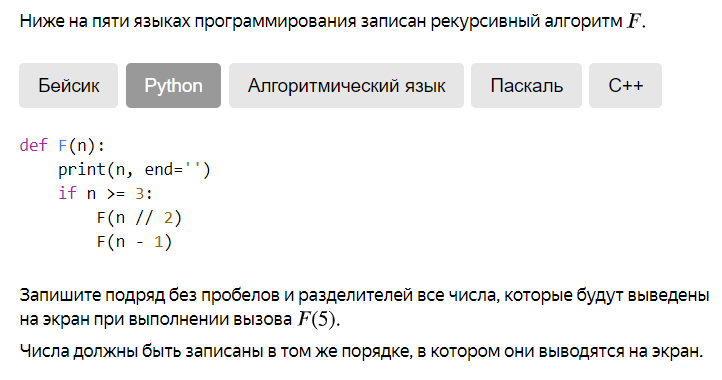 Ниже на пяти языках программирования записан рекурсивный алгоритм F.
Бейсик Python Алгоритмический язык Паскаль C++
def F(n):
    print(n, end='')
    if n >= 3:
        F(n // 2)
        F(n - 1)
Запишите подряд без пробелов и разделителей все числа, которые будут выведены
на экран при выполнении вызова F(5).
Числа должны быть записаны в том же порядке, в котором они выводятся на экран.